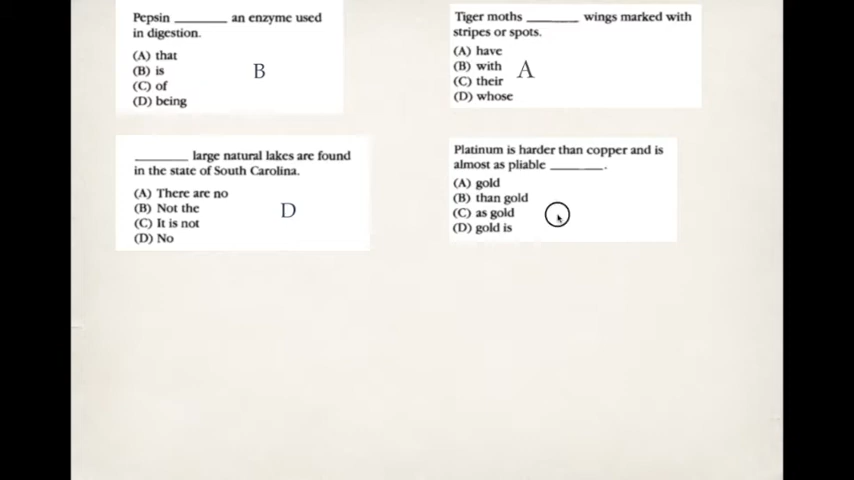 Pepsin ________ an enzyme used
in digestion.
(A) that
(B) is
(C) of
(D) being
B
Tiger moths ________ wings marked with
stripes or spots.
(A) have
(B) with
(C) their
(D) whose
A
________ large natural lakes are found
in the state of South Carolina.
(A) There are no
(B) Not the
(C) It is not
(D) No
D
Platinum is harder than copper and is
almost as pliable ________.
(A) gold
(B) than gold
(C) as gold
(D) gold is